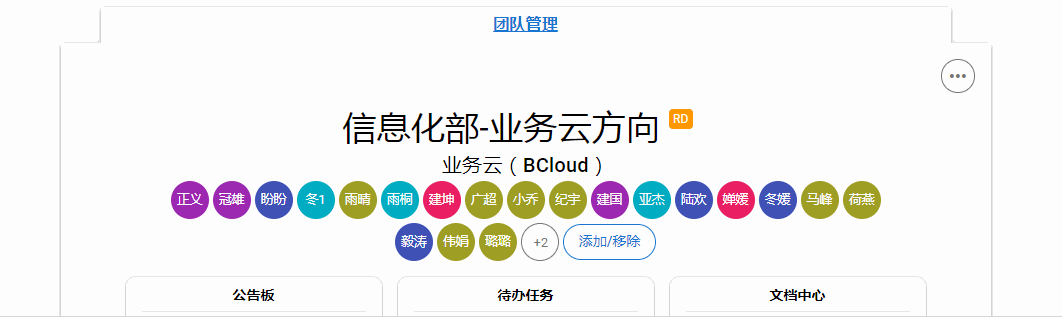 团队管理
信息化部-业务云方向 RD
业务云（BCloud）
正义 冠雄 盼盼 冬1 雨晴 雨桐 建坤 广超 小乔 纪宇 建国 亚杰 陆欢 婵媛 冬媛 马峰 荷燕
毅涛 伟娟 璐璐 +2 添加/移除
公告板 待办任务 文档中心